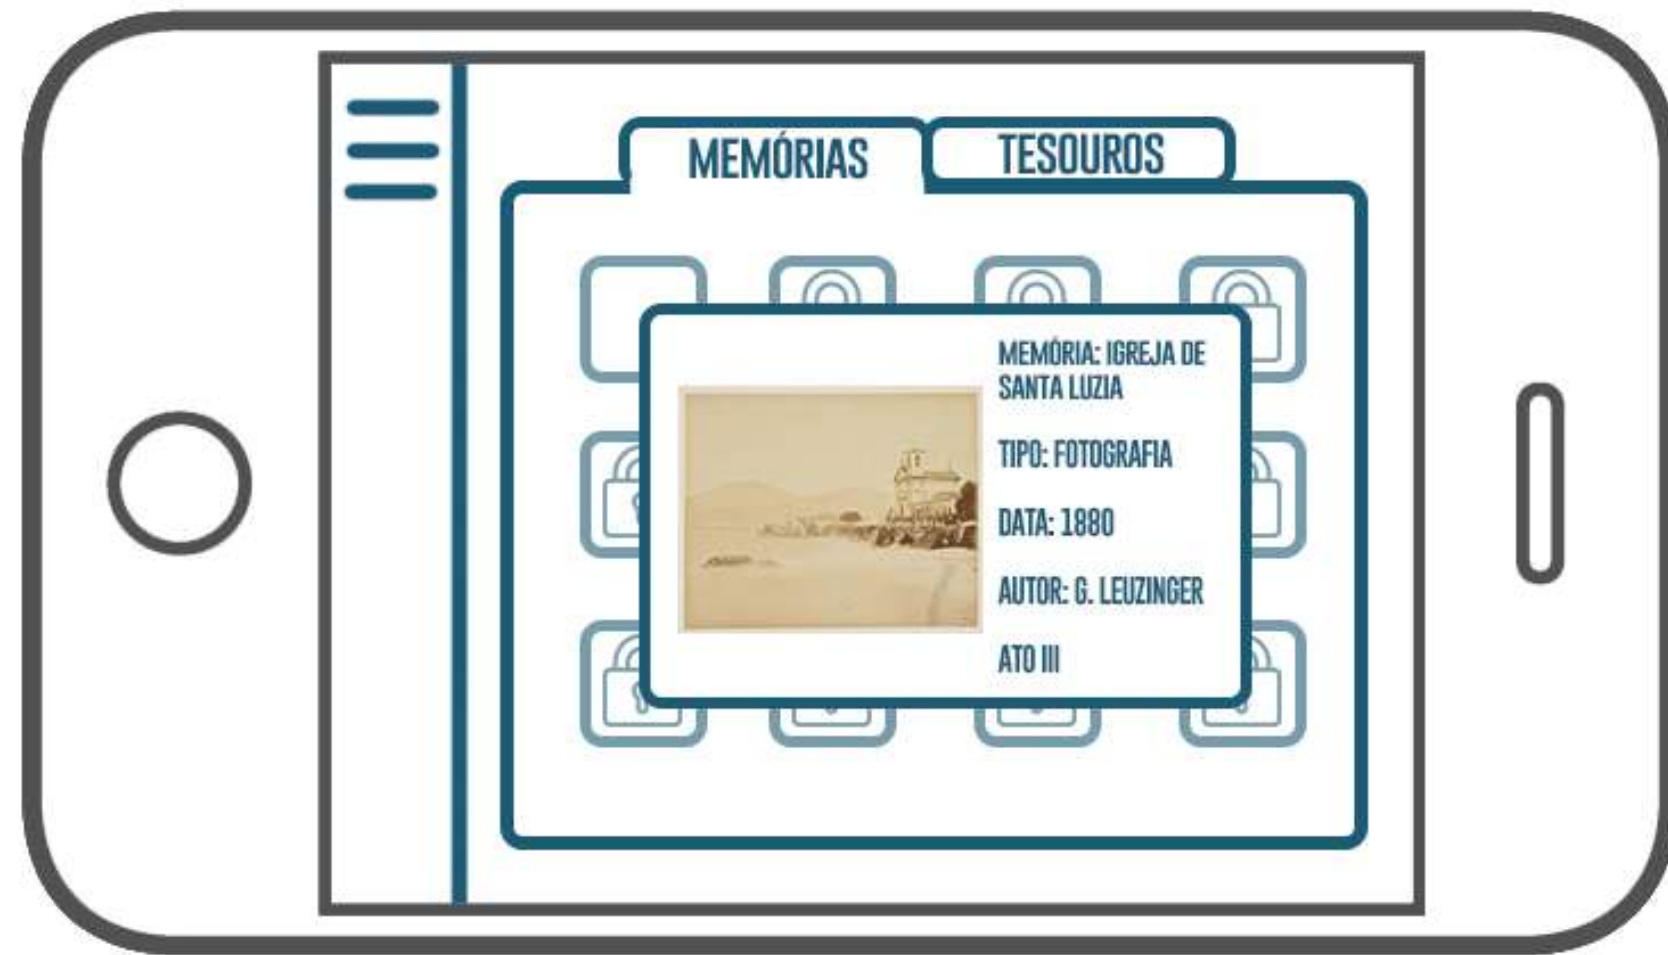 MEMÓRIAS
TESOUROS
MEMÓRIA: IGREJA DE
SANTA LUZIA
TIPO: FOTOGRAFIA
DATA: 1880
AUTOR: G. LEUZINGER
ATO III